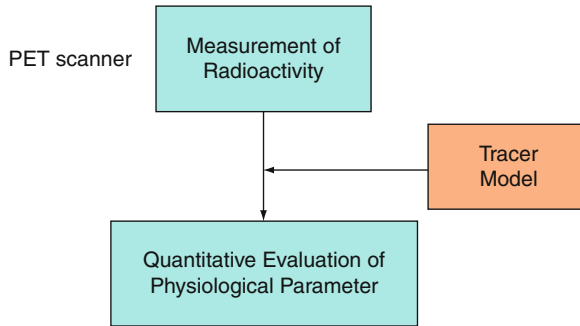 Measurement of
Radioactivity
PET scanner
Tracer
Model
Quantitative Evaluation of
Physiological Parameter